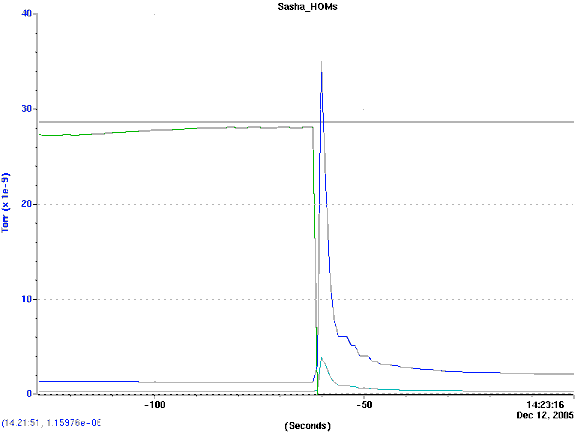 Sasha_HOMs
40
30
20
10
0
Torr (x 1e-9)
-100
-50
14:23:16
Dec 12, 2005
(Seconds)
(14:21:51, 1.15976e-06